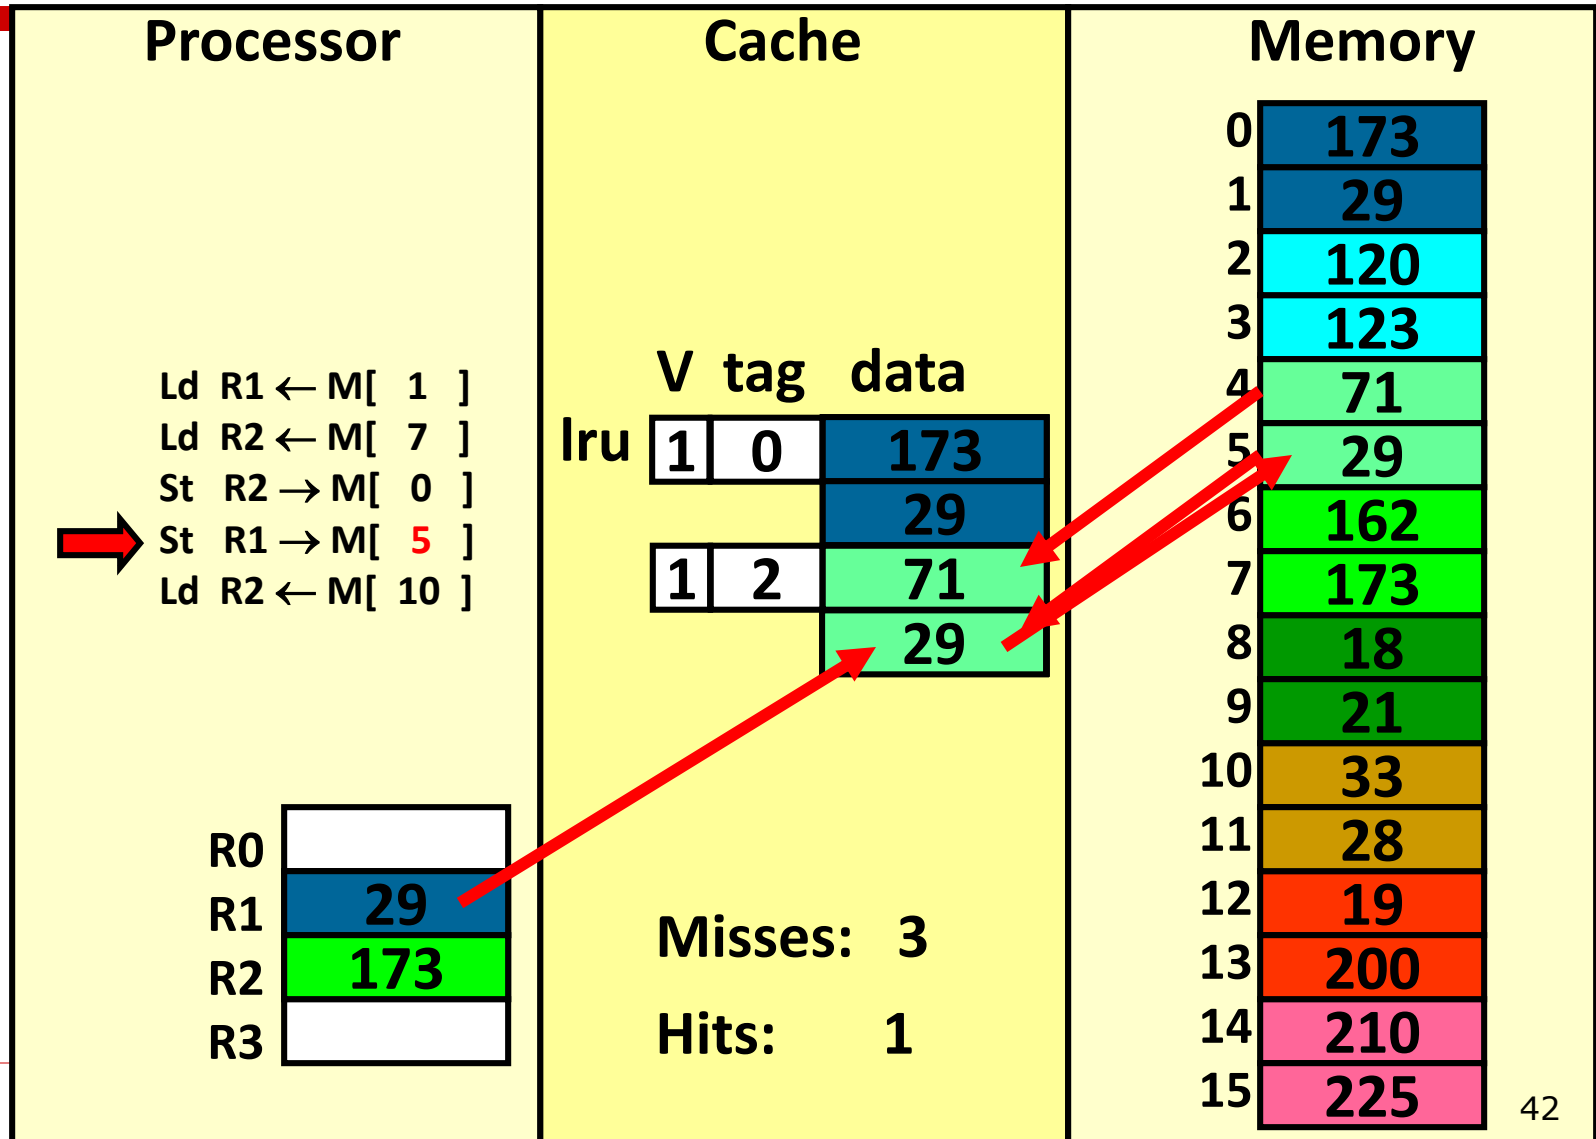 Processor
Ld R1 ← M[ 1 ]
Ld R2 ← M[ 7 ]
St R2 → M[ 0 ]
St R1 → M[ 5 ]
Ld R2 ← M[ 10 ]
R0
R1 29
R2 173
R3
Cache
V tag data
lru 1 0 173
29
1 2 71
29
Misses: 3
Hits: 1
Memory
0 173
1 29
2 120
3 123
4 71
5 29
6 162
7 173
8 18
9 21
10 33
11 28
12 19
13 200
14 210
15 225
42